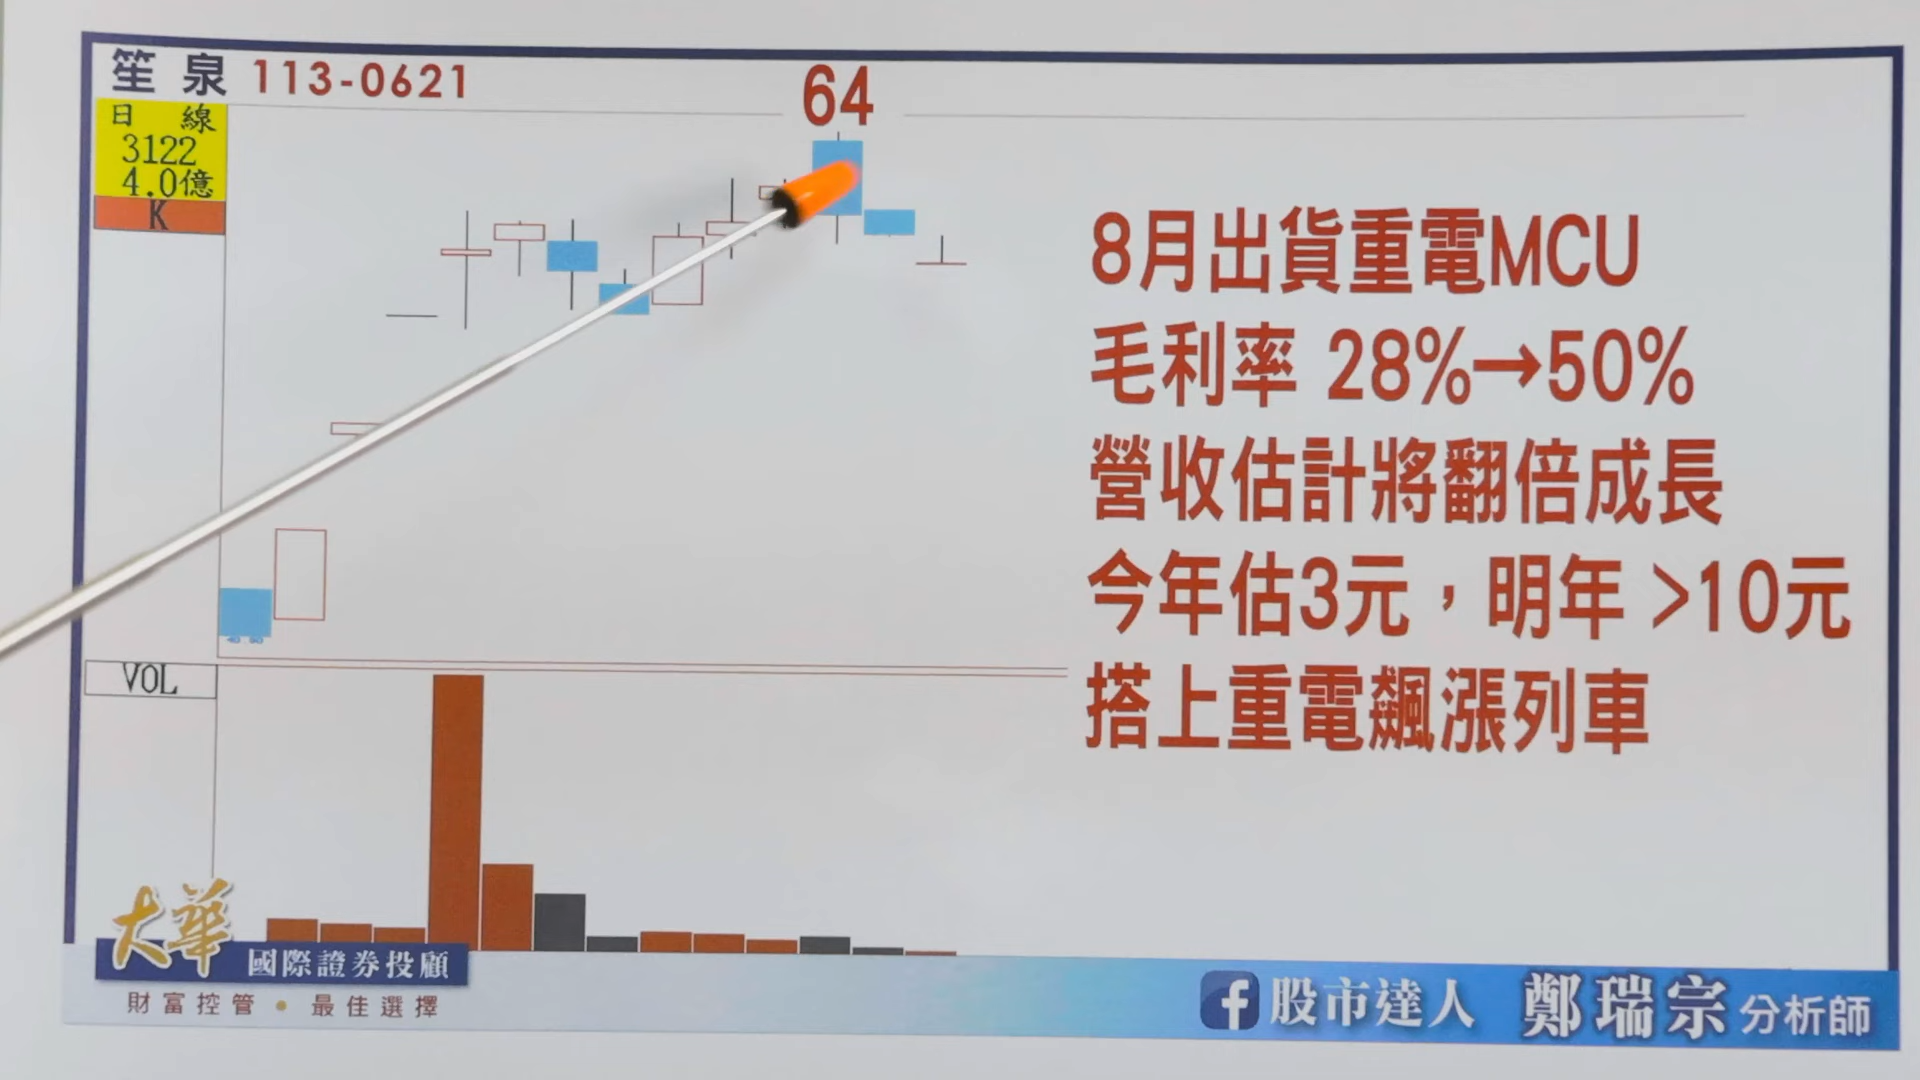 笙泉 113-0621
64
日 線
3122
4.0億
K
8月出貨重電MCU
毛利率 28%→50%
營收估計將翻倍成長
今年估3元，明年 >10元
搭上重電飆漲列車
VOL
大華
國際證券投顧
財富控管 • 最佳選擇
f 股市達人 鄭瑞宗 分析師